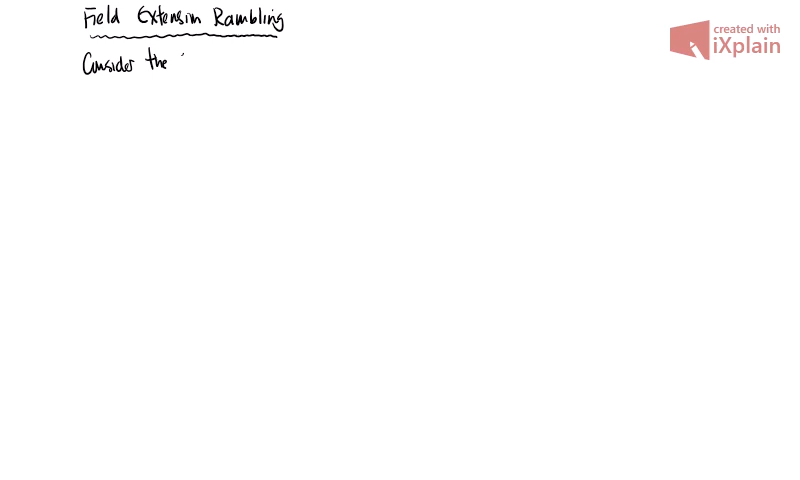 Field Extension Rambling
Consider the
created with
iXplain